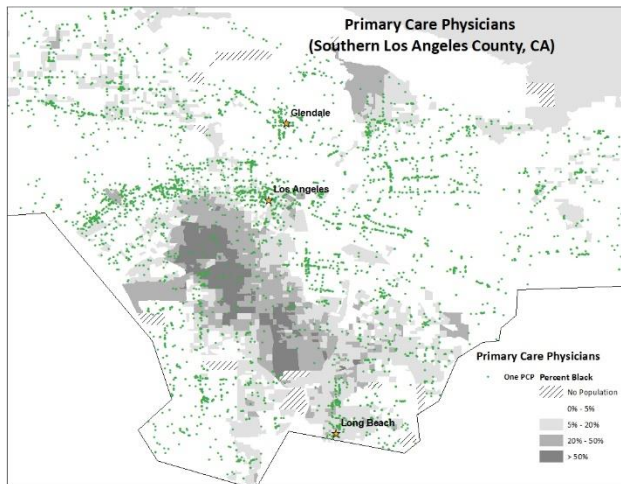 Primary Care Physicians
(Southern Los Angeles County, CA)
Glendale
Los Angeles
Long Beach
Primary Care Physicians
One PCP Percent Black
No Population
0% - 5%
5% - 20%
20% - 50%
> 50%